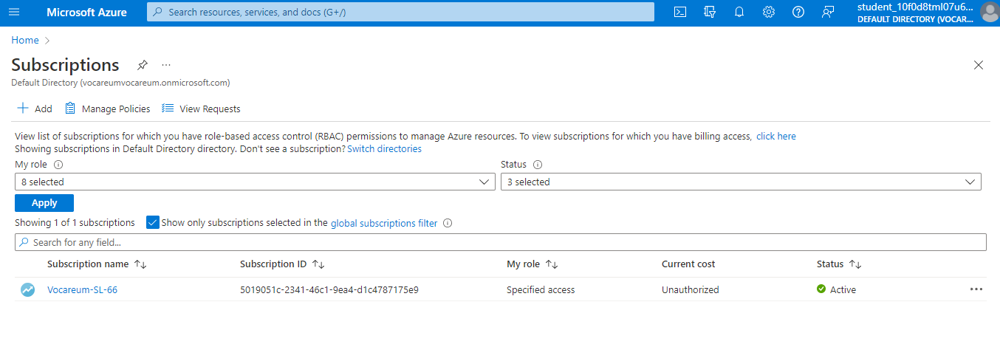 Microsoft Azure
Search resources, services, and docs (G+/)
student_10f0d8tml07u6...
DEFAULT DIRECTORY (VOCAR...
Home
Subscriptions
Default Directory (vocareumvocareum.onmicrosoft.com)
Add Manage Policies View Requests
View list of subscriptions for which you have role-based access control (RBAC) permissions to manage Azure resources. To view subscriptions for which you have billing access, click here
Showing subscriptions in Default Directory directory. Don't see a subscription? Switch directories
My role Status
8 selected 3 selected
Apply
Showing 1 of 1 subscriptions Show only subscriptions selected in the global subscriptions filter
Search for any field...
Subscription name Subscription ID My role Current cost Status
Vocareum-SL-66 5019051c-2341-46c1-9ea4-d1c4787175e9 Specified access Unauthorized Active